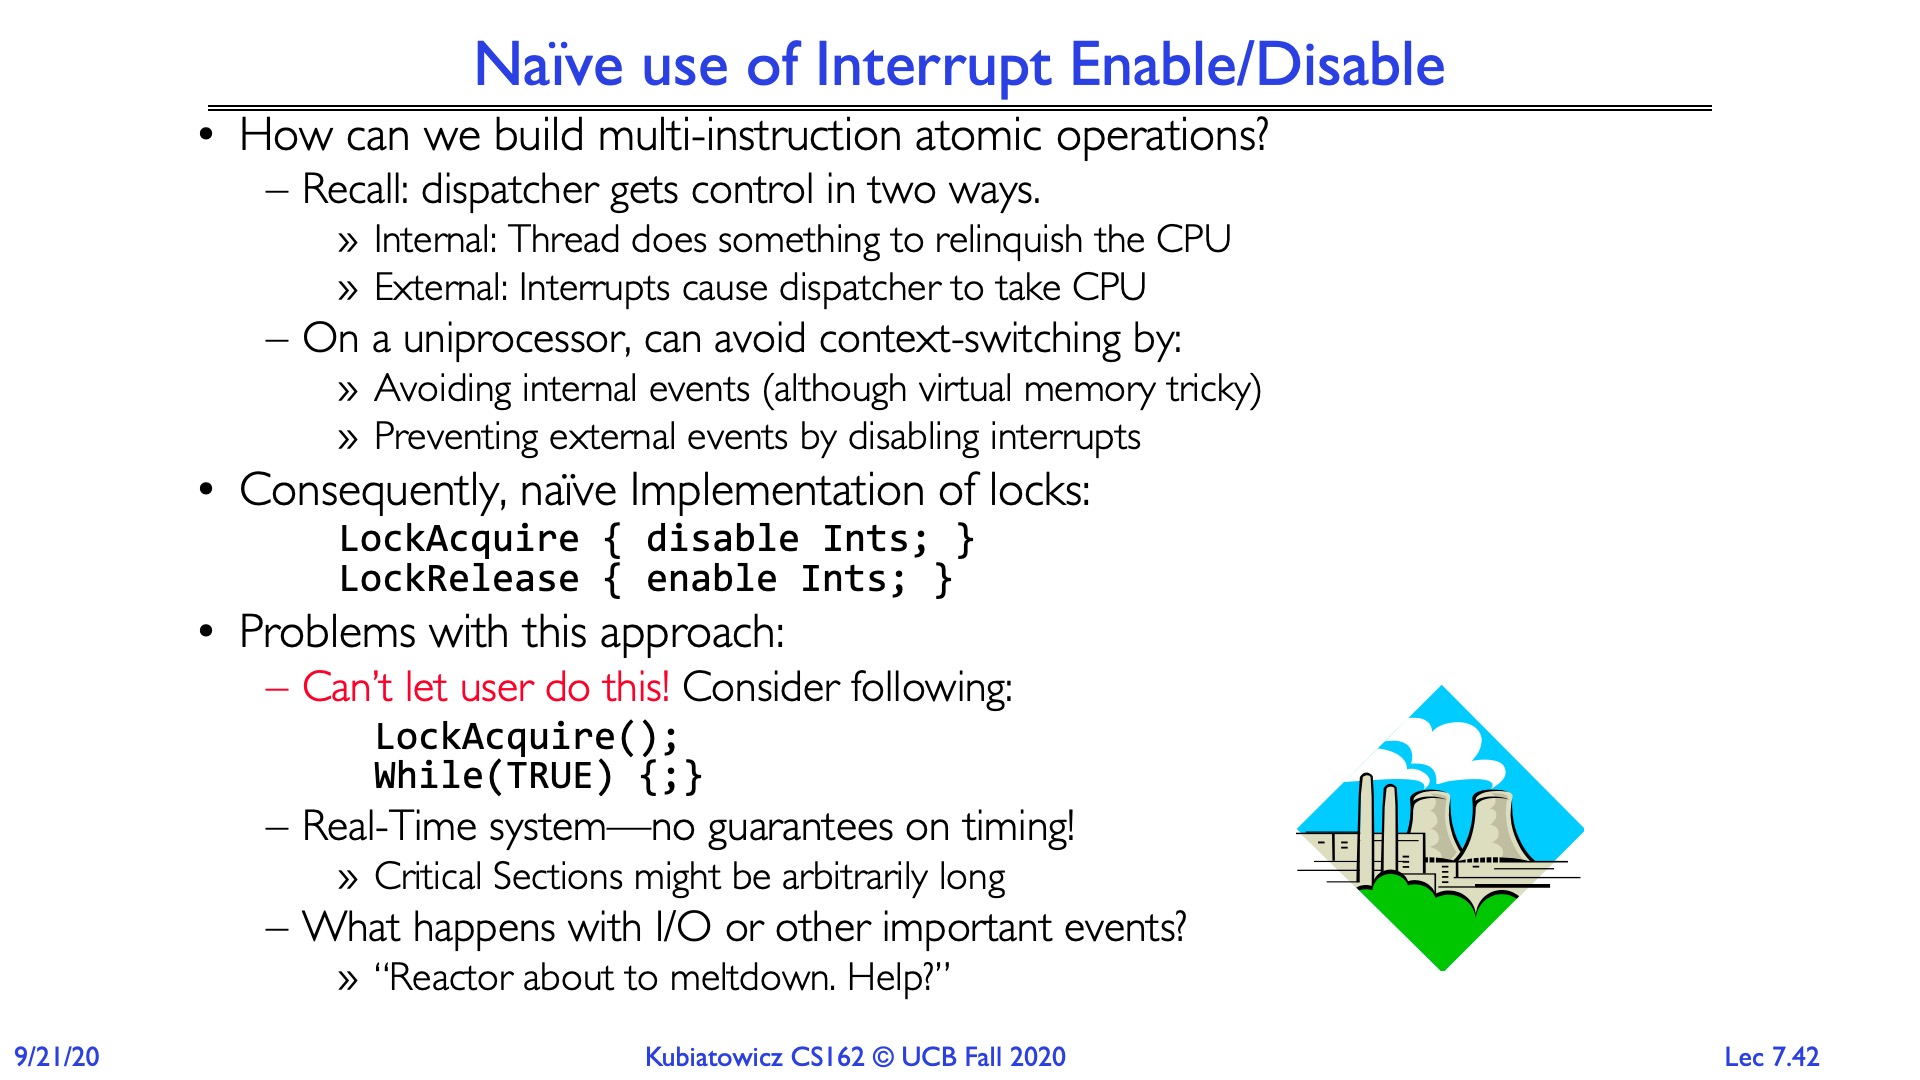 Naïve use of Interrupt Enable/Disable
• How can we build multi-instruction atomic operations?
– Recall: dispatcher gets control in two ways.
» Internal: Thread does something to relinquish the CPU
» External: Interrupts cause dispatcher to take CPU
– On a uniprocessor, can avoid context-switching by:
» Avoiding internal events (although virtual memory tricky)
» Preventing external events by disabling interrupts
• Consequently, naïve Implementation of locks:
LockAcquire { disable Ints; }
LockRelease { enable Ints; }
• Problems with this approach:
– Can’t let user do this! Consider following:
LockAcquire();
While(TRUE) {;}
– Real-Time system—no guarantees on timing!
» Critical Sections might be arbitrarily long
– What happens with I/O or other important events?
» “Reactor about to meltdown. Help?”
9/21/20 Kubiatowicz CS162 © UCB Fall 2020 Lec 7.42